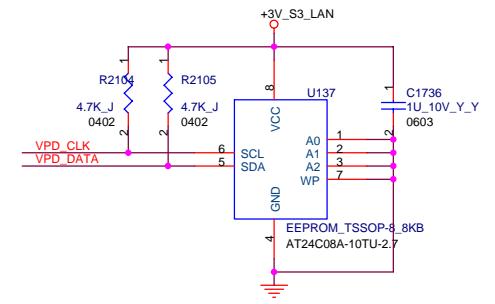 +3V_S3_LAN
1
1
1
R2104
R2105
8
U137
C1736
4.7K_J
4.7K_J
VCC
1U_10V_Y_Y
0402
0402
0603
2
2
2
VPD_CLK
6
SCL
A0
1
VPD_DATA
5
SDA
A1
2
A2
3
WP
7
GND
4
EEPROM_TSSOP-8_8KB
AT24C08A-10TU-2.7